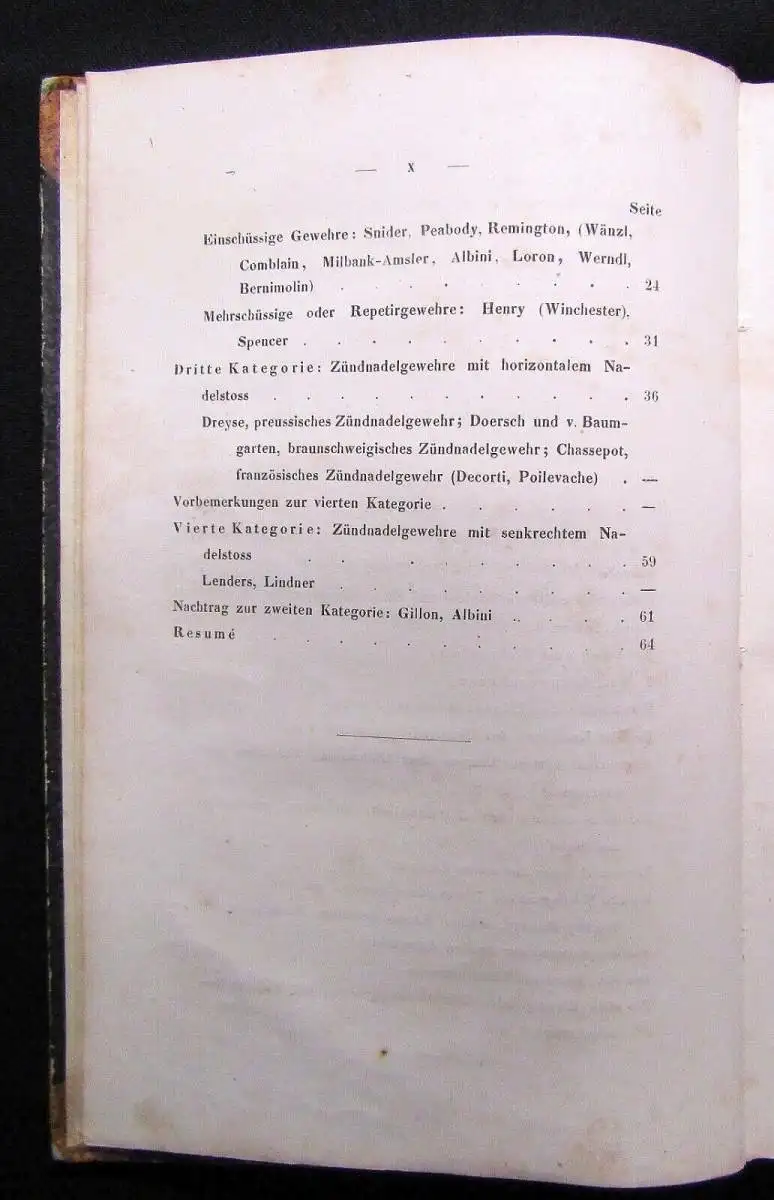 — x —
Seite
Einschüssige Gewehre: Snider, Peabody, Remington, (Wänzl,
Comblain, Milbank-Amsler, Albini, Loron, Werndl,
Bernimolin) . . . . . . . . . 24
Mehrschüssige oder Repetirgewehre: Henry (Winchester),
Spencer . . . . . . . . . . 31
Dritte Kategorie: Zündnadelgewehre mit horizontalem Na-
delstoss . . . . . . . . . . . 36
Dreyse, preussisches Zündnadelgewehr; Doersch und v. Baum-
garten, braunschweigisches Zündnadelgewehr; Chassepot,
französisches Zündnadelgewehr (Decorti, Poilevache) . —
Vorbemerkungen zur vierten Kategorie . . . . . . —
Vierte Kategorie: Zündnadelgewehre mit senkrechtem Na-
delstoss . . . . . . . . . 59
Lenders, Lindner . . . . . . . . . —
Nachtrag zur zweiten Kategorie: Gillon, Albini . . . . . 61
Resumé . . . . . . . . . . . 64